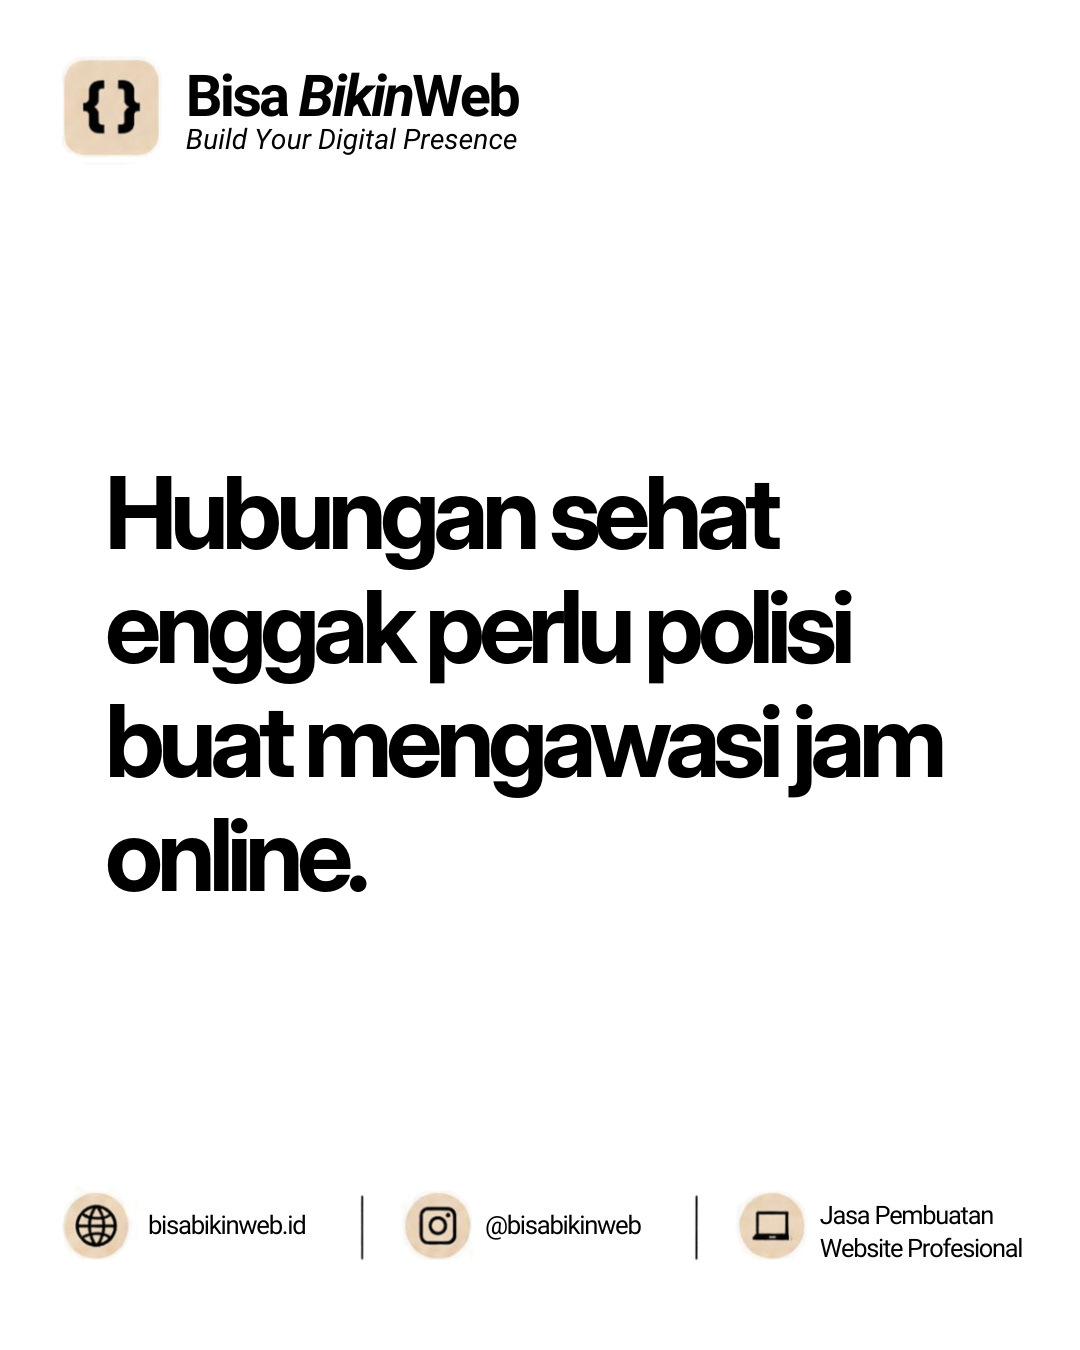 { }
Bisa BikinWeb
Build Your Digital Presence
Hubungan sehat
enggak perlu polisi
buat mengawasi jam
online.
bisabikinweb.id
@bisabikinweb
Jasa Pembuatan
Website Profesional